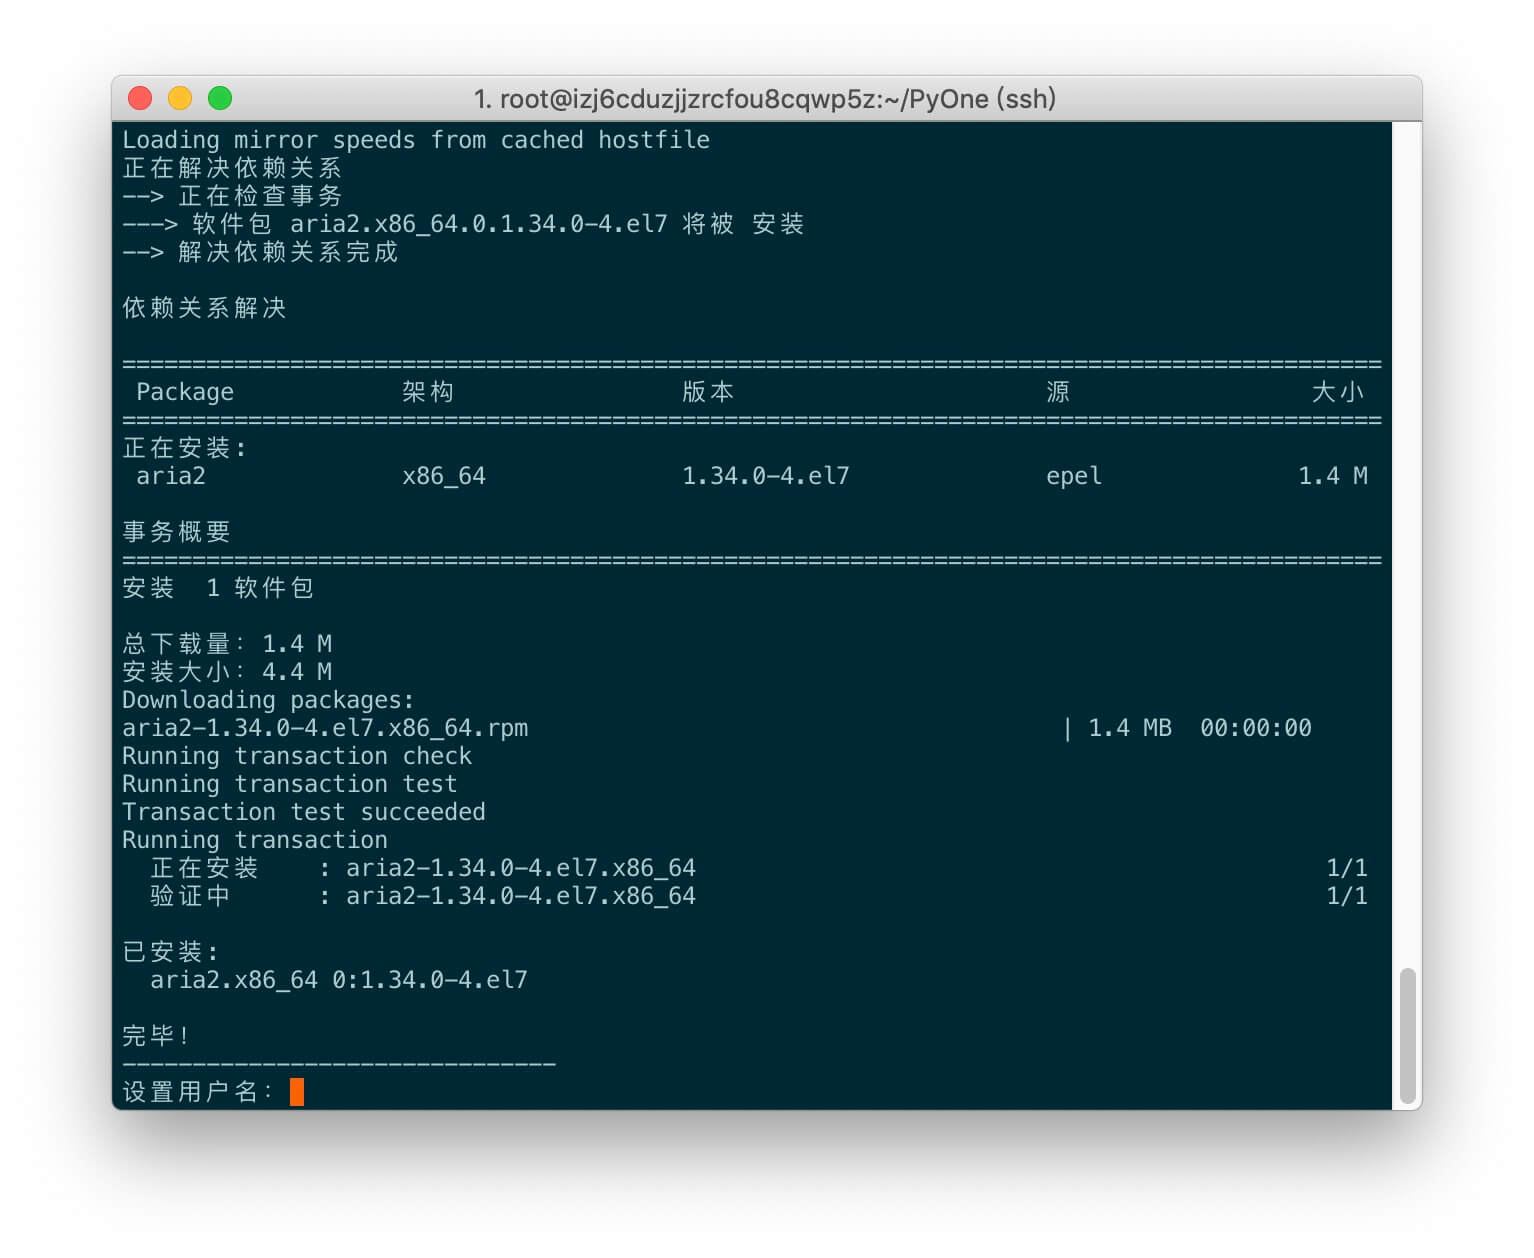 1. root@izj6cduzjjzrcfou8cqwp5z:~/PyOne (ssh)
Loading mirror speeds from cached hostfile
正在解决依赖关系
--> 正在检查事务
---> 软件包 aria2.x86_64.0.1.34.0-4.el7 将被 安装
--> 解决依赖关系完成
依赖关系解决
==========================================================================================
Package 架构 版本 源 大小
==========================================================================================
正在安装:
aria2 x86_64 1.34.0-4.el7 epel 1.4 M
事务概要
==========================================================================================
安装 1 软件包
总下载量：1.4 M
安装大小：4.4 M
Downloading packages:
aria2-1.34.0-4.el7.x86_64.rpm | 1.4 MB 00:00:00
Running transaction check
Running transaction test
Transaction test succeeded
Running transaction
正在安装 : aria2-1.34.0-4.el7.x86_64 1/1
验证中 : aria2-1.34.0-4.el7.x86_64 1/1
已安装:
aria2.x86_64 0:1.34.0-4.el7
完毕！
-------------------------------
设置用户名：